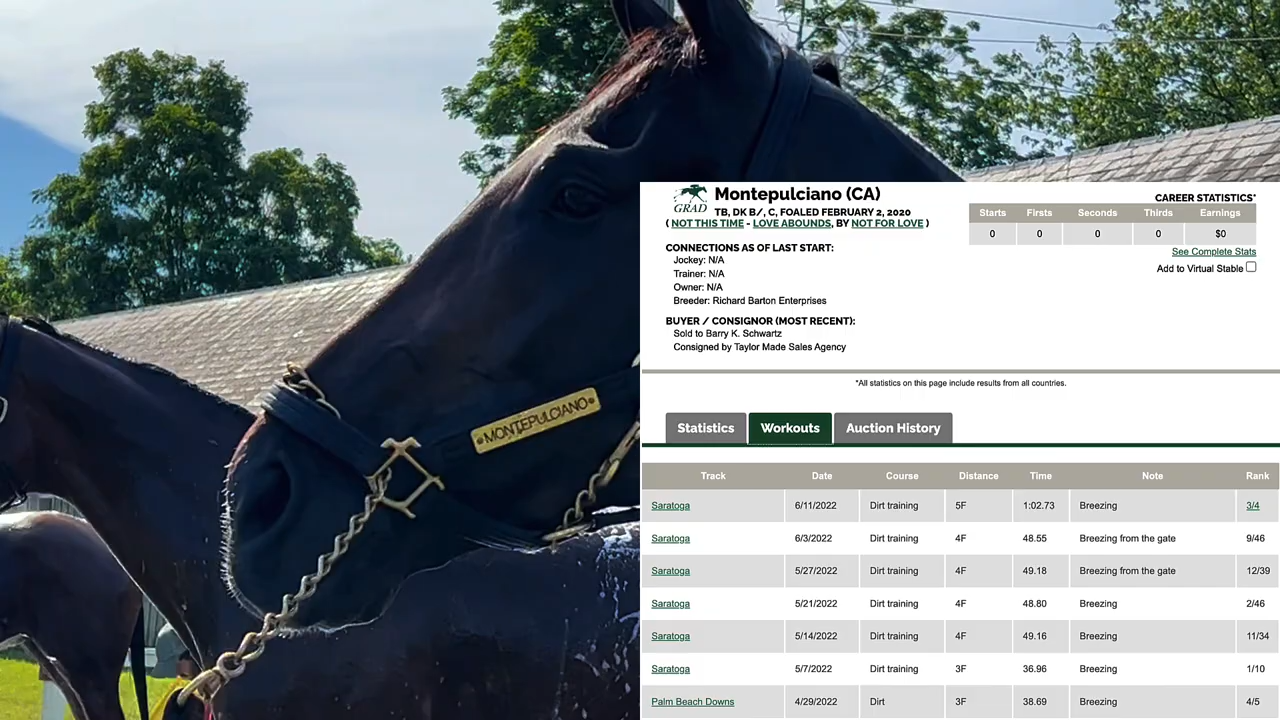 MONTEPULCIANO
GRAD
Montepulciano (CA)
TB, DK B/, C, FOALED FEBRUARY 2, 2020
( NOT THIS TIME - LOVE ABOUNDS, BY NOT FOR LOVE )
CONNECTIONS AS OF LAST START:
Jockey: N/A
Trainer: N/A
Owner: N/A
Breeder: Richard Barton Enterprises
BUYER / CONSIGNOR (MOST RECENT):
Sold to Barry K. Schwartz
Consigned by Taylor Made Sales Agency
CAREER STATISTICS*
Starts Firsts Seconds Thirds Earnings
0 0 0 0 $0
See Complete Stats
Add to Virtual Stable
*All statistics on this page include results from all countries.
Statistics Workouts Auction History
Track Date Course Distance Time Note Rank
Saratoga 6/11/2022 Dirt training 5F 1:02.73 Breezing 3/4
Saratoga 6/3/2022 Dirt training 4F 48.55 Breezing from the gate 9/46
Saratoga 5/27/2022 Dirt training 4F 49.18 Breezing from the gate 12/39
Saratoga 5/21/2022 Dirt training 4F 48.80 Breezing 2/46
Saratoga 5/14/2022 Dirt training 4F 49.16 Breezing 11/34
Saratoga 5/7/2022 Dirt training 3F 36.96 Breezing 1/10
Palm Beach Downs 4/29/2022 Dirt 3F 38.69 Breezing 4/5